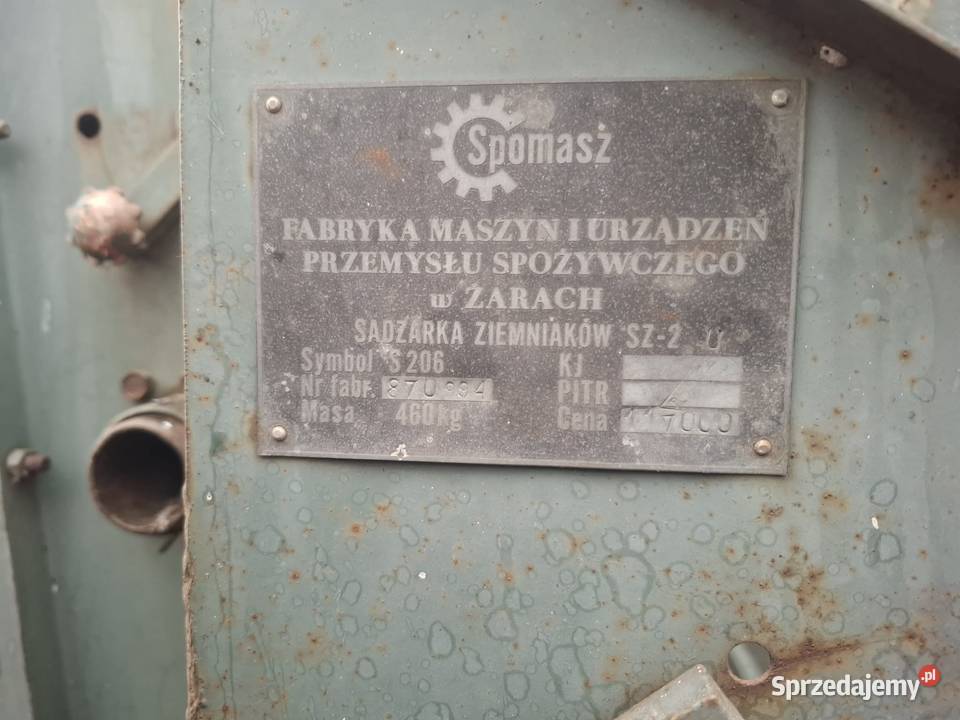 Spomasz
FABRYKA MASZYN I URZĄDZEŃ
PRZEMYSŁU SPOŻYWCZEGO
w ŻARACH
SADZARKA ZIEMNIAKÓW SZ-2 U
Symbol S 206
KJ
Nr fabr.
PiTR
Masa 460kg
Cena 117000
Sprzedajemy.pl